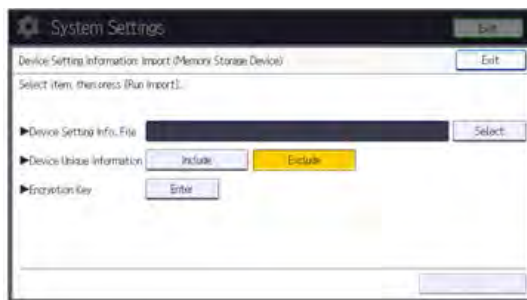 System Settings
Exit
Device Setting Information: Import (Memory Storage Device)
Exit
Select item, then press [Run Import].
►Device Setting Info. File
Select
►Device Unique Information
Include
Exclude
►Encryption Key
Enter